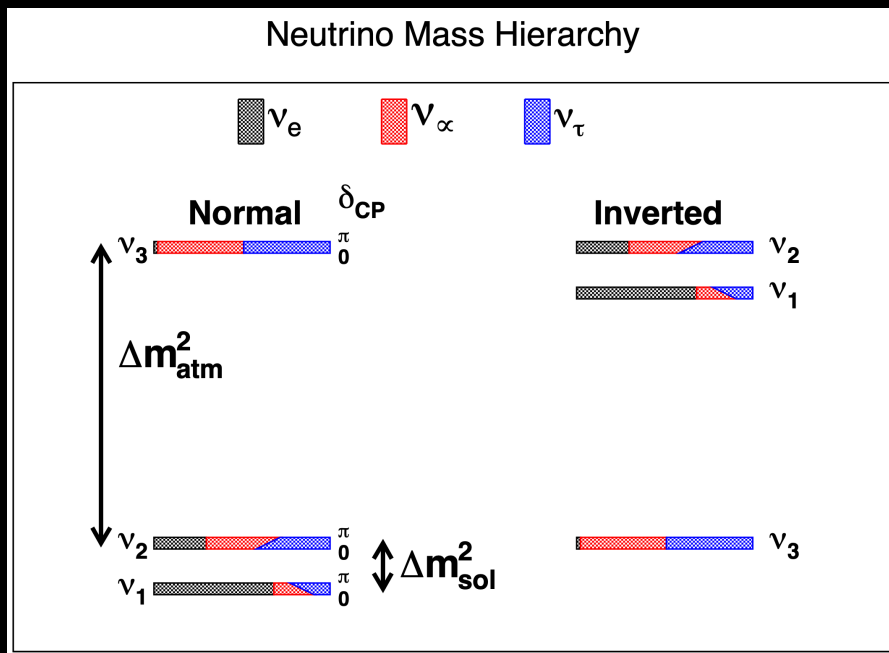 Neutrino Mass Hierarchy
νe να ντ
Normal δCP Inverted
ν3 π 0 ν2
ν1
Δm²atm
ν2 π 0 Δm²sol ν3
ν1 π 0